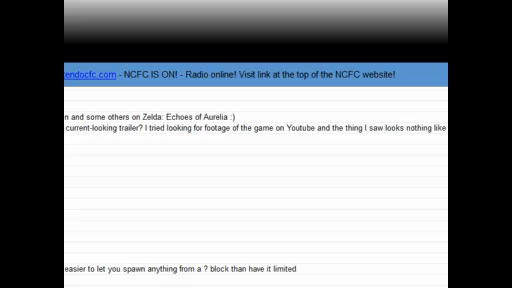 endocfc.com - NCFC IS ON! - Radio online! Visit link at the top of the NCFC website!
n and some others on Zelda: Echoes of Aurelia :)
current-looking trailer? I tried looking for footage of the game on Youtube and the thing I saw looks nothing like
easier to let you spawn anything from a ? block than have it limited